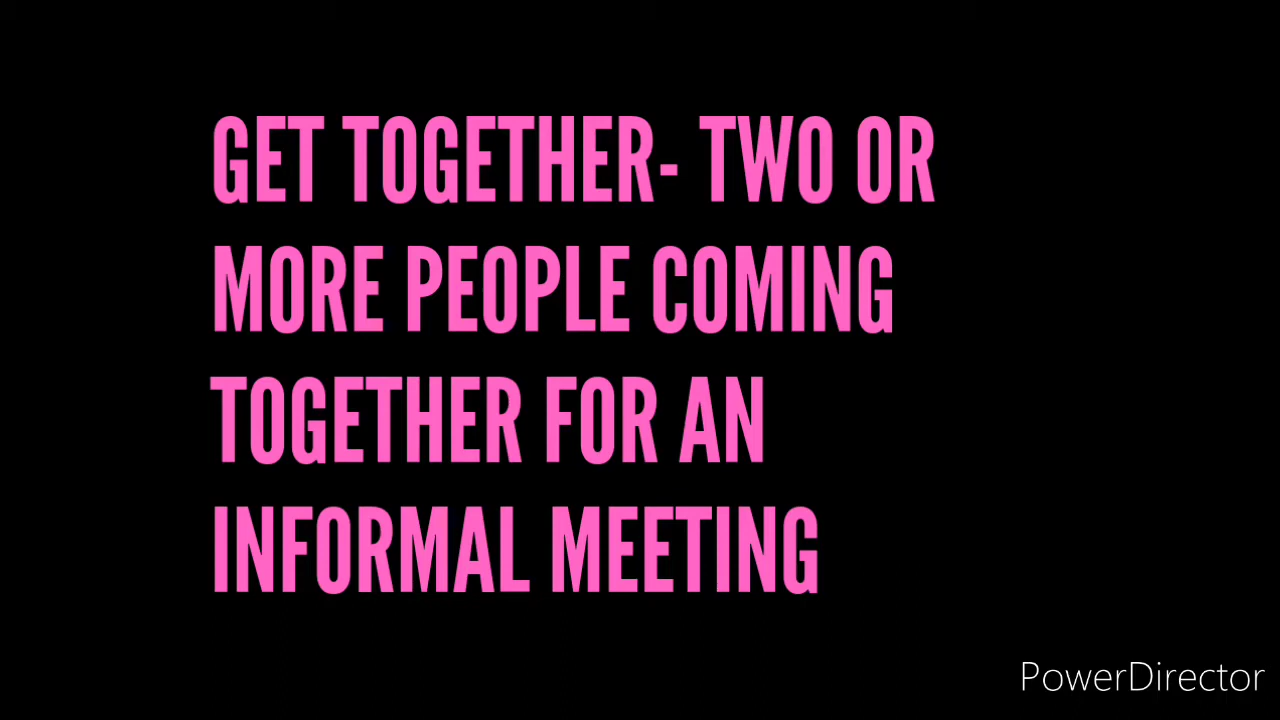 GET TOGETHER- TWO OR
MORE PEOPLE COMING
TOGETHER FOR AN
INFORMAL MEETING
PowerDirector